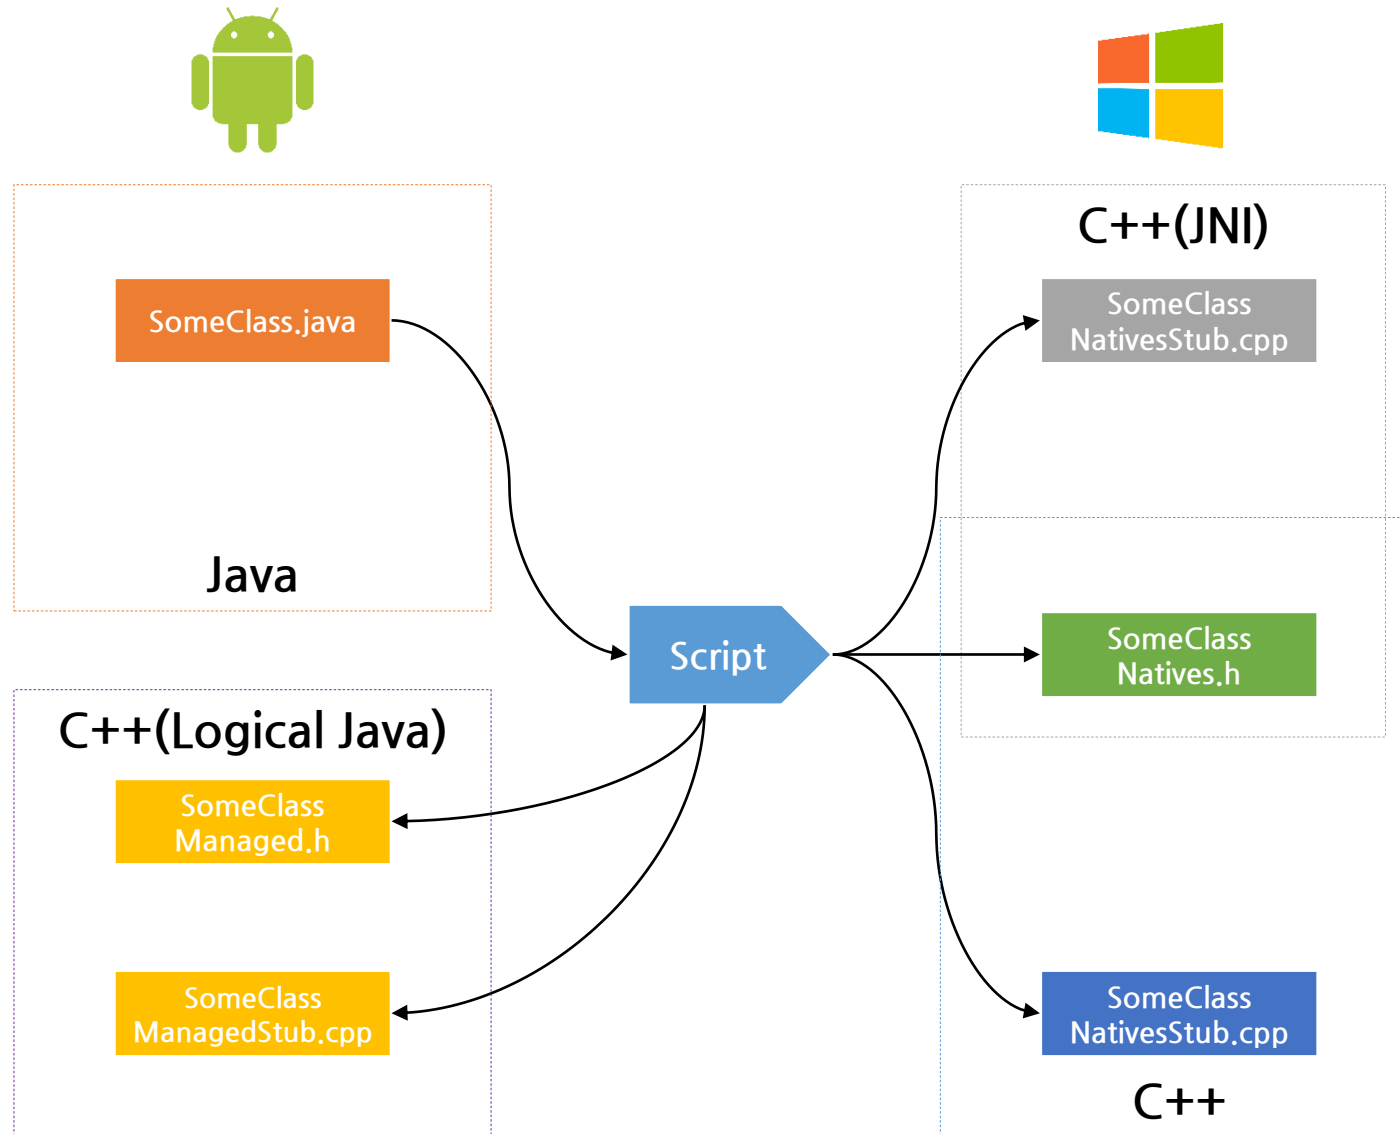 C++(JNI)
SomeClass.java
SomeClass
NativesStub.cpp
Java
Script
SomeClass
Natives.h
C++(Logical Java)
SomeClass
Managed.h
SomeClass
ManagedStub.cpp
SomeClass
NativesStub.cpp
C++